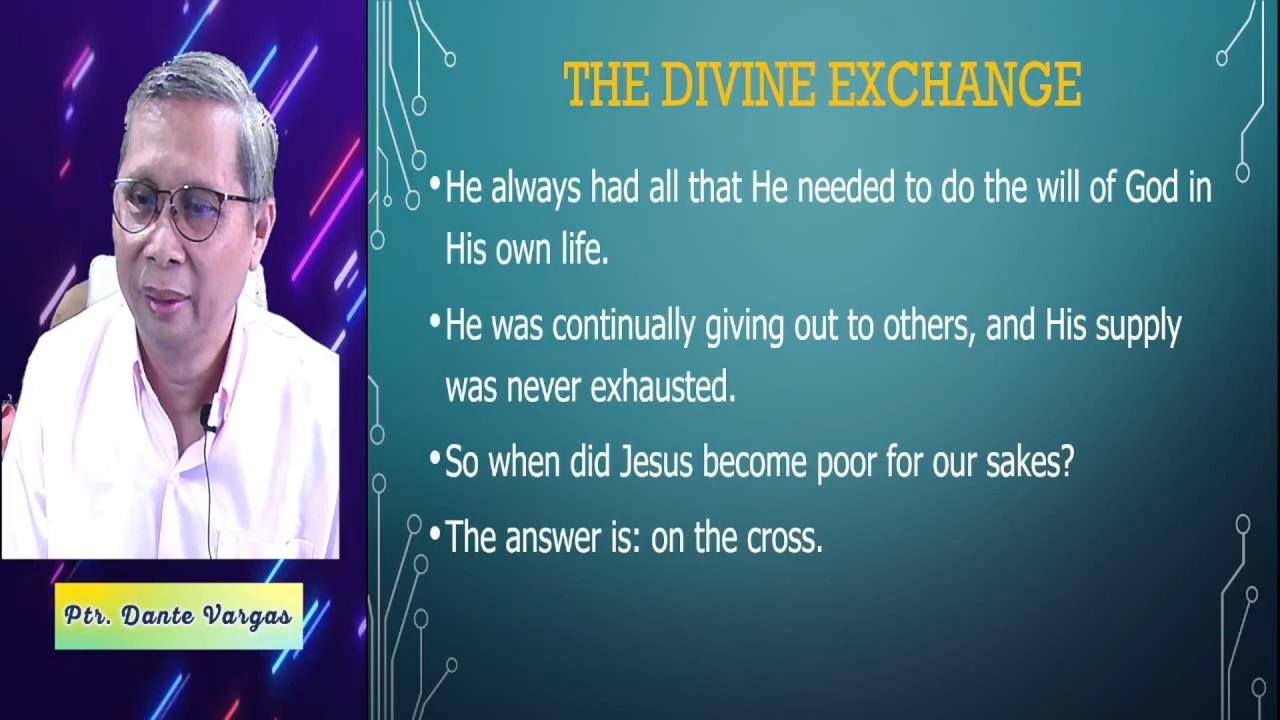 THE DIVINE EXCHANGE
•He always had all that He needed to do the will of God in
His own life.
•He was continually giving out to others, and His supply
was never exhausted.
•So when did Jesus become poor for our sakes?
•The answer is: on the cross.
Ptr. Dante Vargas